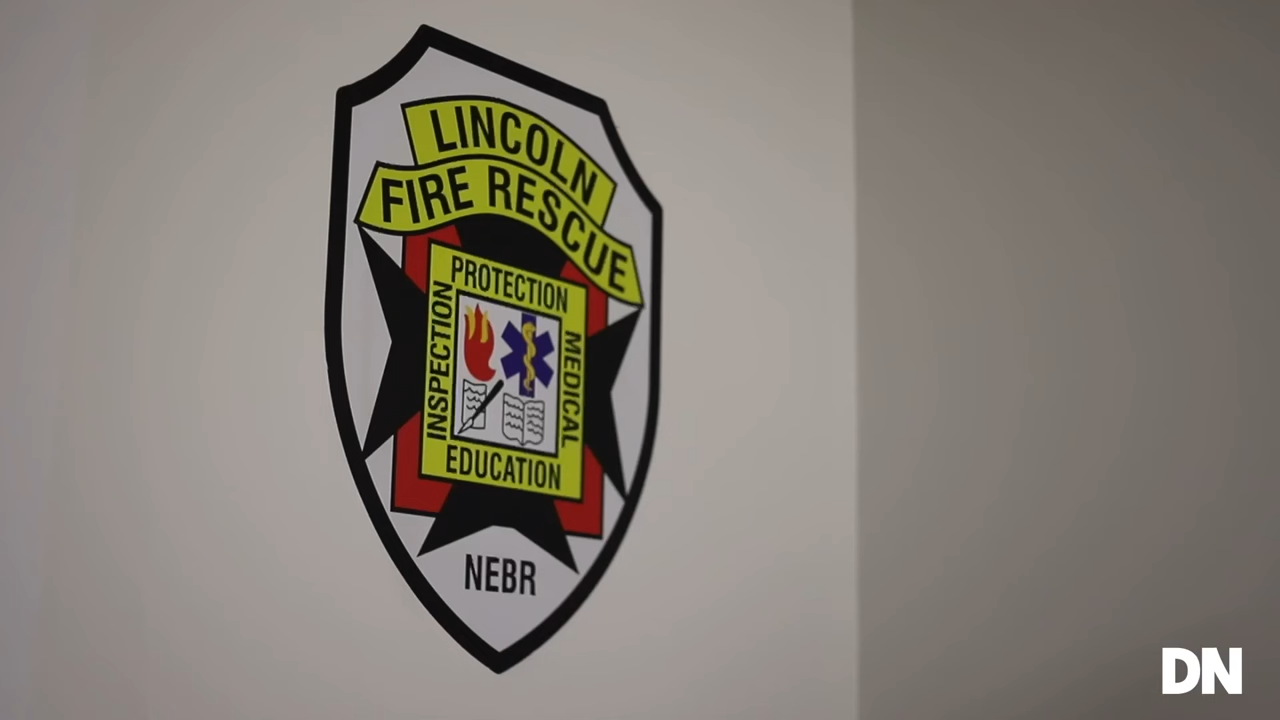 LINCOLN
FIRE RESCUE
PROTECTION
INSPECTION
MEDICAL
EDUCATION
NEBR
DN